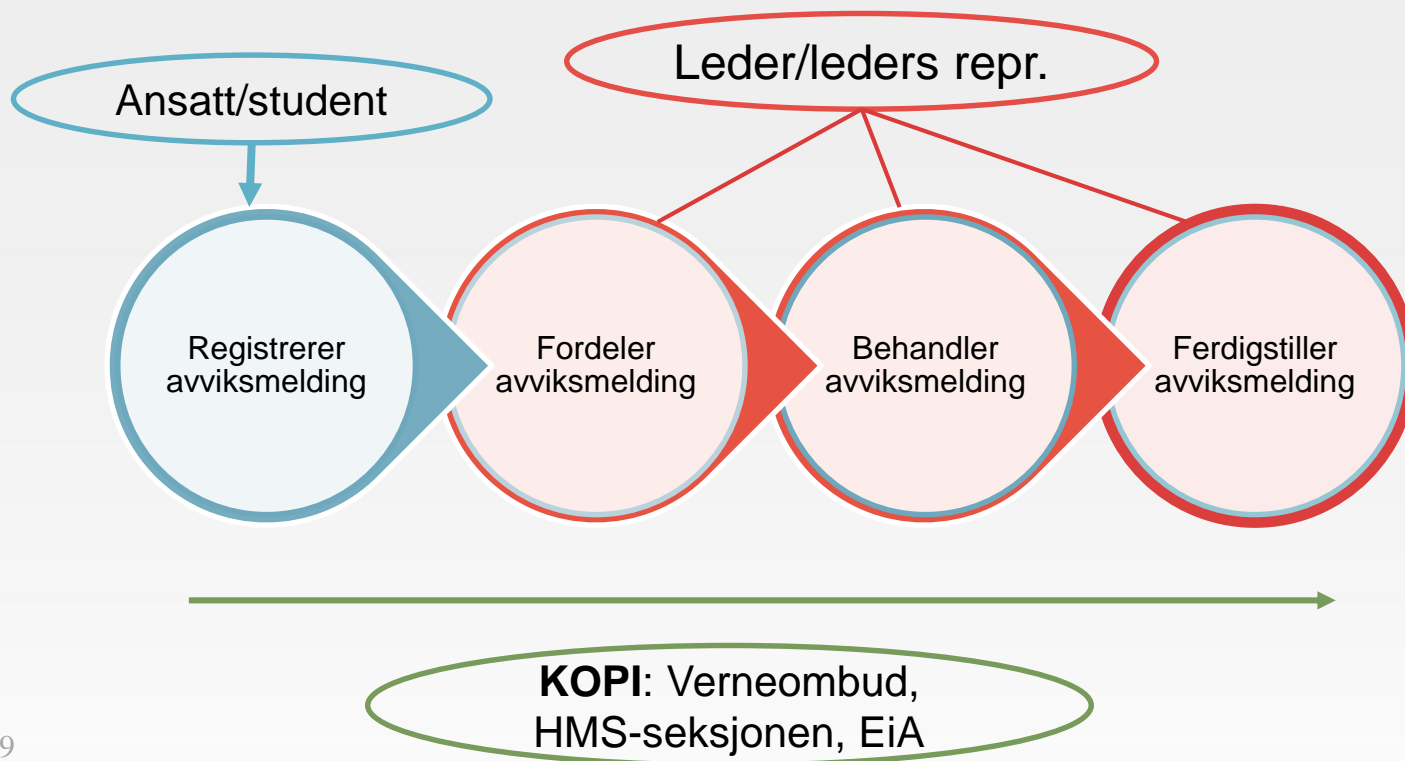 Leder/leders repr.
Ansatt/student
Registrerer
avviksmelding
Fordeler
avviksmelding
Behandler
avviksmelding
Ferdigstiller
avviksmelding
KOPI: Verneombud,
HMS-seksjonen, EiA
9